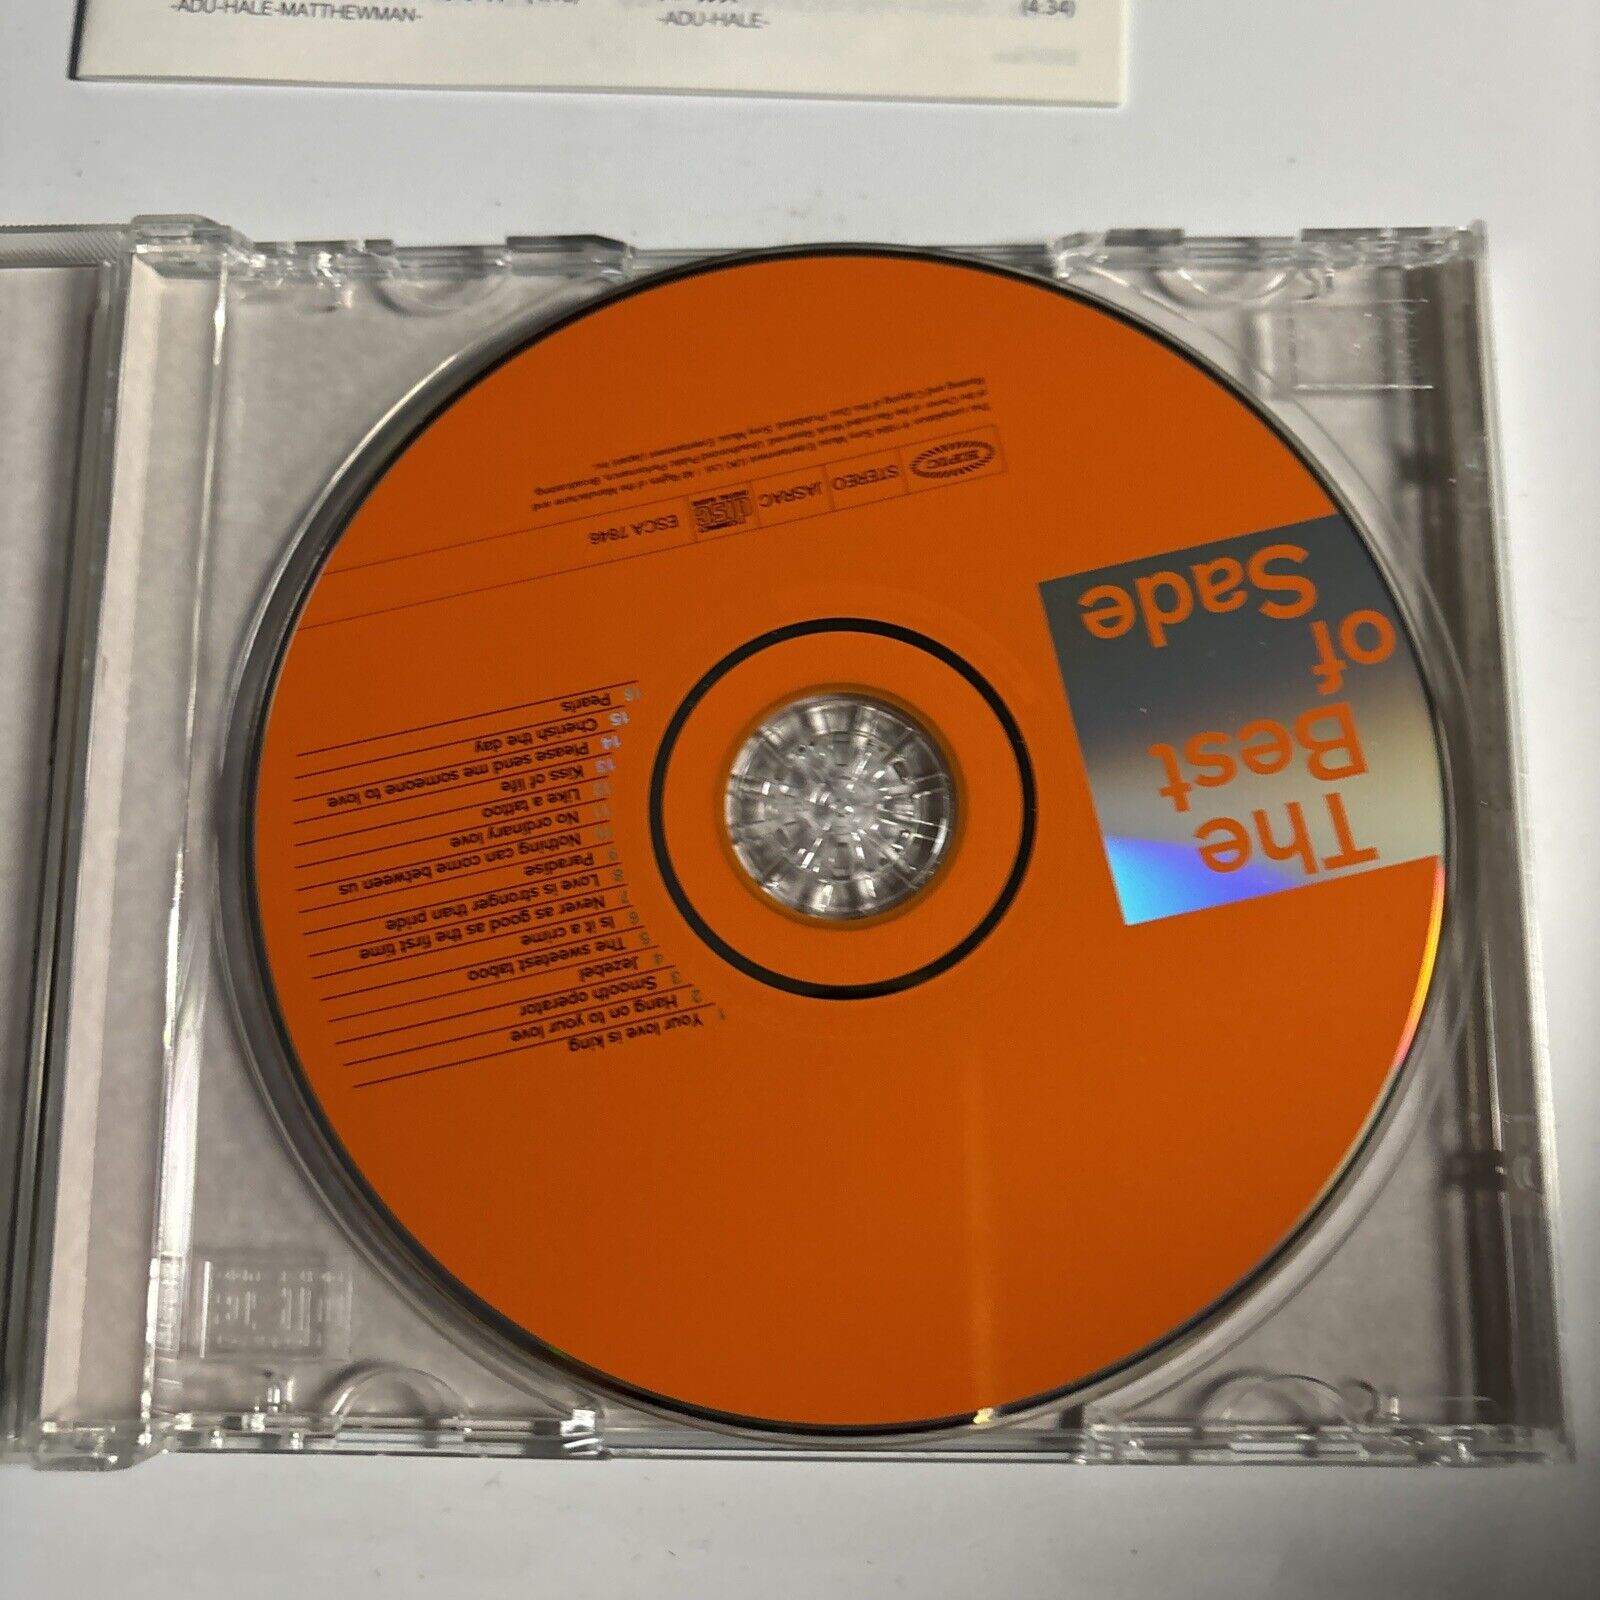 -ADU-HALE-MATTHEWMAN-
-ADU-HALE-
(4:34)
The
Best
of
Sade
EPIC
STEREO
JASRAC
COMPACT
disc
DIGITAL AUDIO
ESCA 7846
1 Your love is king
2 Hang on to your love
3 Smooth operator
4 Jezebel
5 The sweetest taboo
6 Is it a crime
7 Never as good as the first time
8 Love is stronger than pride
9 Paradise
10 Nothing can come between us
11 No ordinary love
12 Like a tattoo
13 Kiss of life
14 Please send me someone to love
15 Cherish the day
16 Pearls